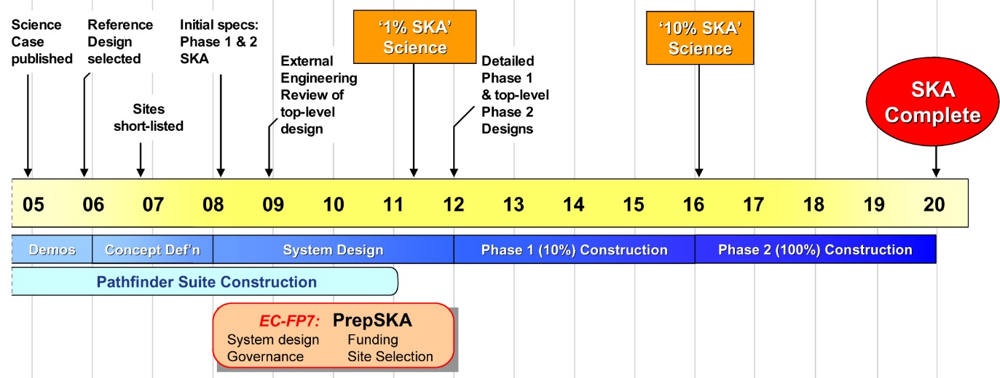 Science
Case
published
Reference
Design
selected
Initial specs:
Phase 1 & 2
SKA
Sites
short-listed
External
Engineering
Review of
top-level
design
‘1% SKA’
Science
Detailed
Phase 1
& top-level
Phase 2
Designs
‘10% SKA’
Science
SKA
Complete
05 06 07 08 09 10 11 12 13 14 15 16 17 18 19 20
Demos Concept Def’n System Design Phase 1 (10%) Construction Phase 2 (100%) Construction
Pathfinder Suite Construction
EC-FP7: PrepSKA
System design Funding
Governance Site Selection